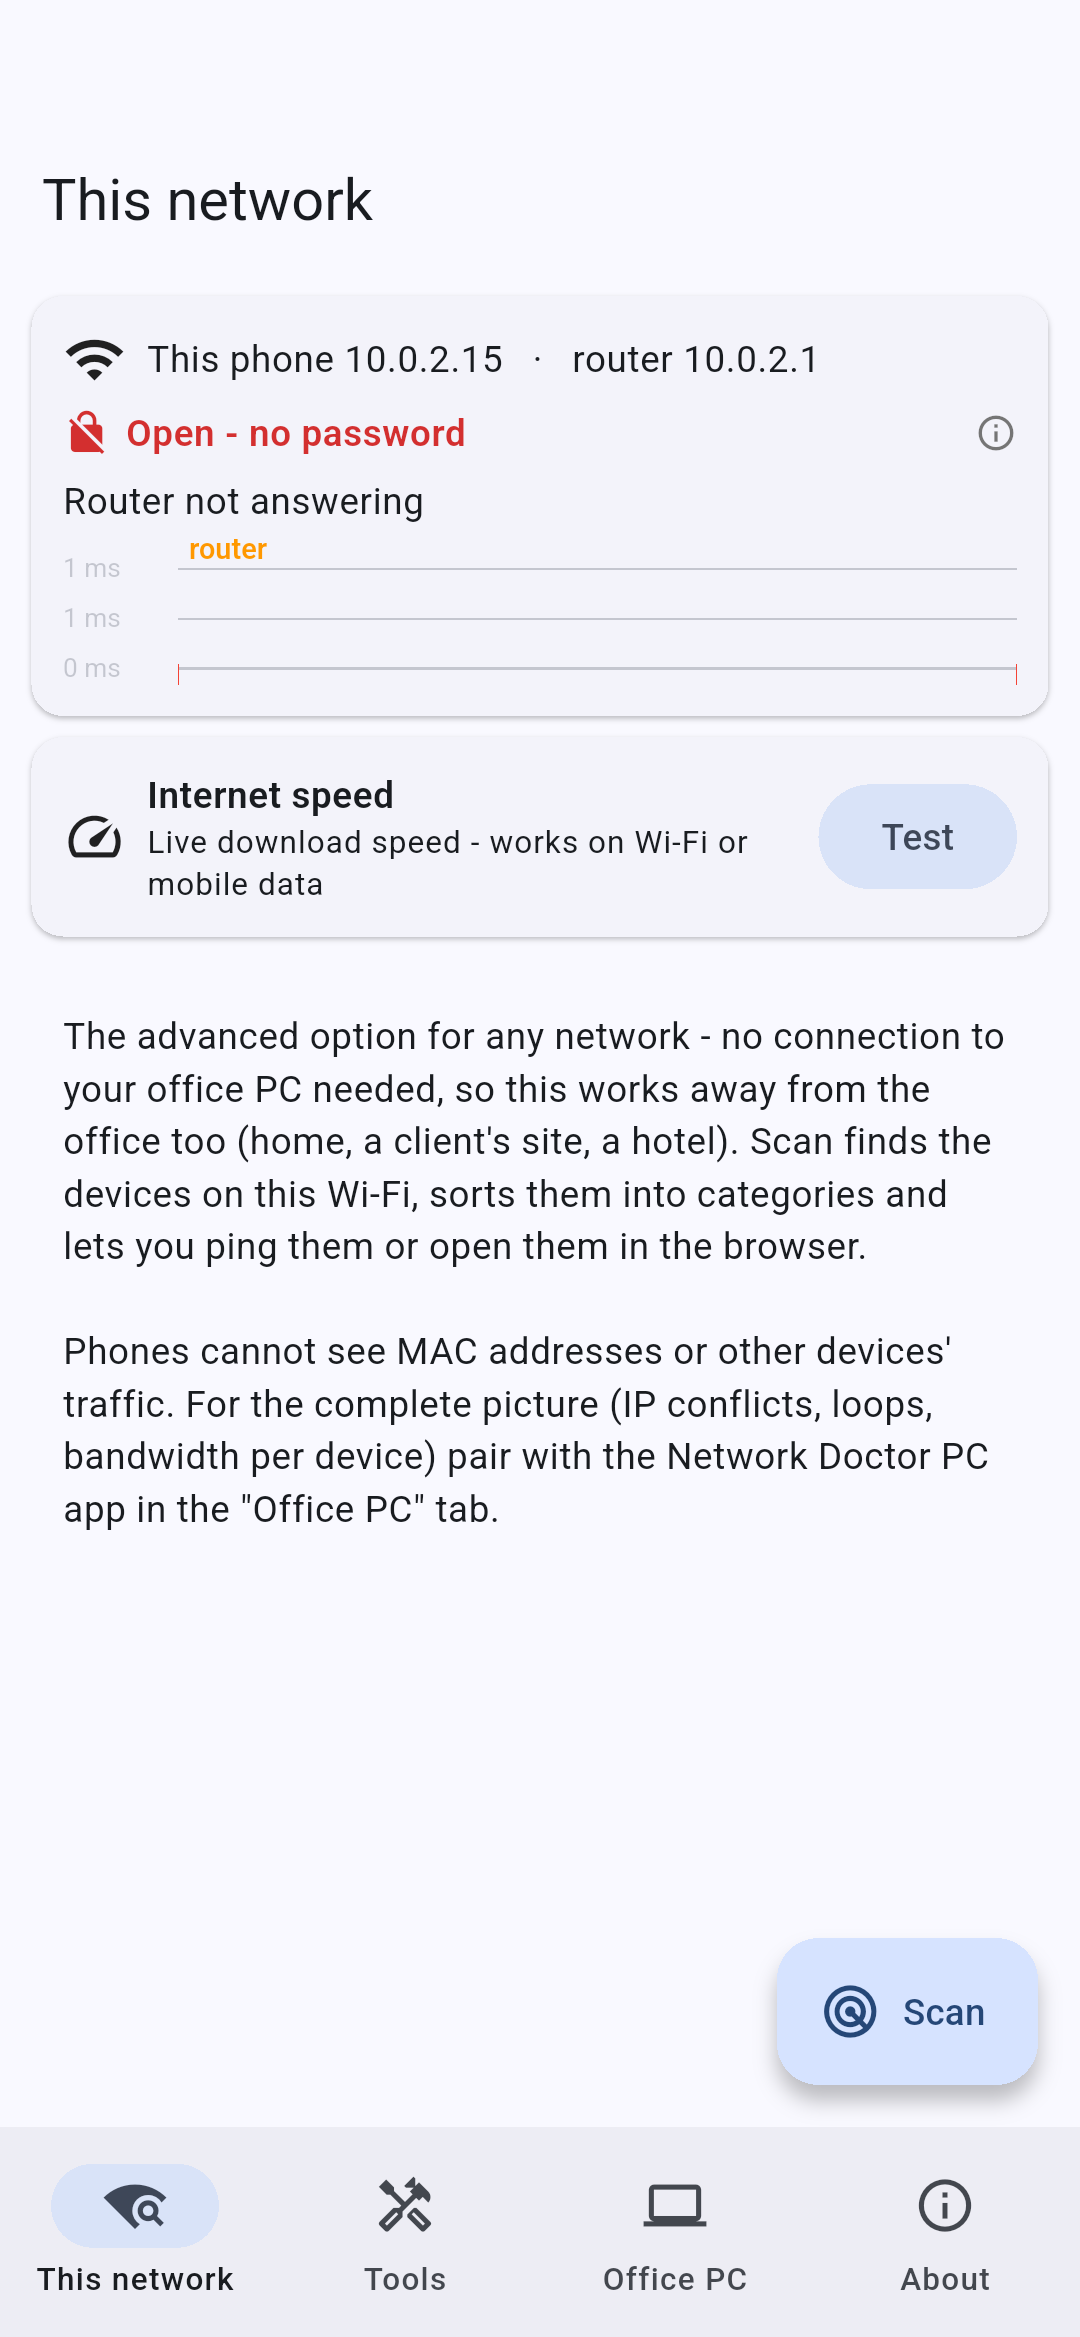 This network
This phone 10.0.2.15 · router 10.0.2.1
Open - no password
Router not answering
router
1 ms
1 ms
0 ms
Internet speed
Live download speed - works on Wi-Fi or
mobile data
Test
The advanced option for any network - no connection to
your office PC needed, so this works away from the
office too (home, a client's site, a hotel). Scan finds the
devices on this Wi-Fi, sorts them into categories and
lets you ping them or open them in the browser.
Phones cannot see MAC addresses or other devices'
traffic. For the complete picture (IP conflicts, loops,
bandwidth per device) pair with the Network Doctor PC
app in the "Office PC" tab.
Scan
This network
Tools
Office PC
About